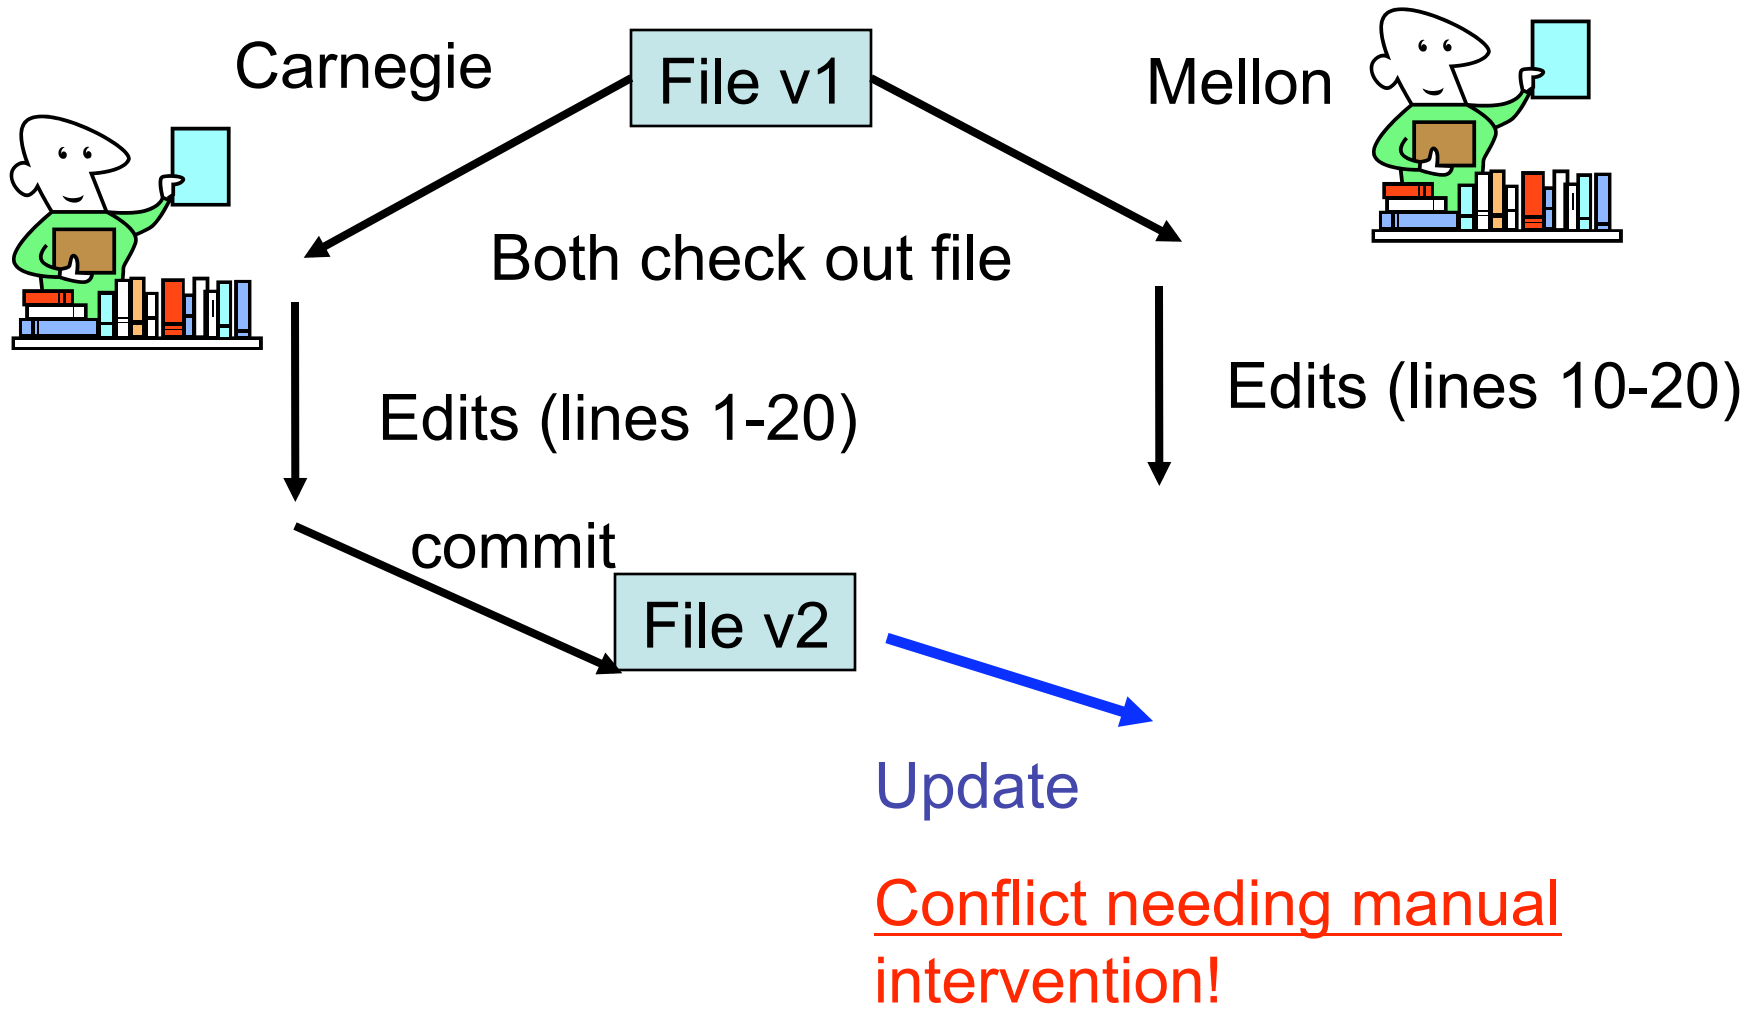 Carnegie
File v1
Mellon
Both check out file
Edits (lines 1-20)
Edits (lines 10-20)
commit
File v2
Update
Conflict needing manual
intervention!